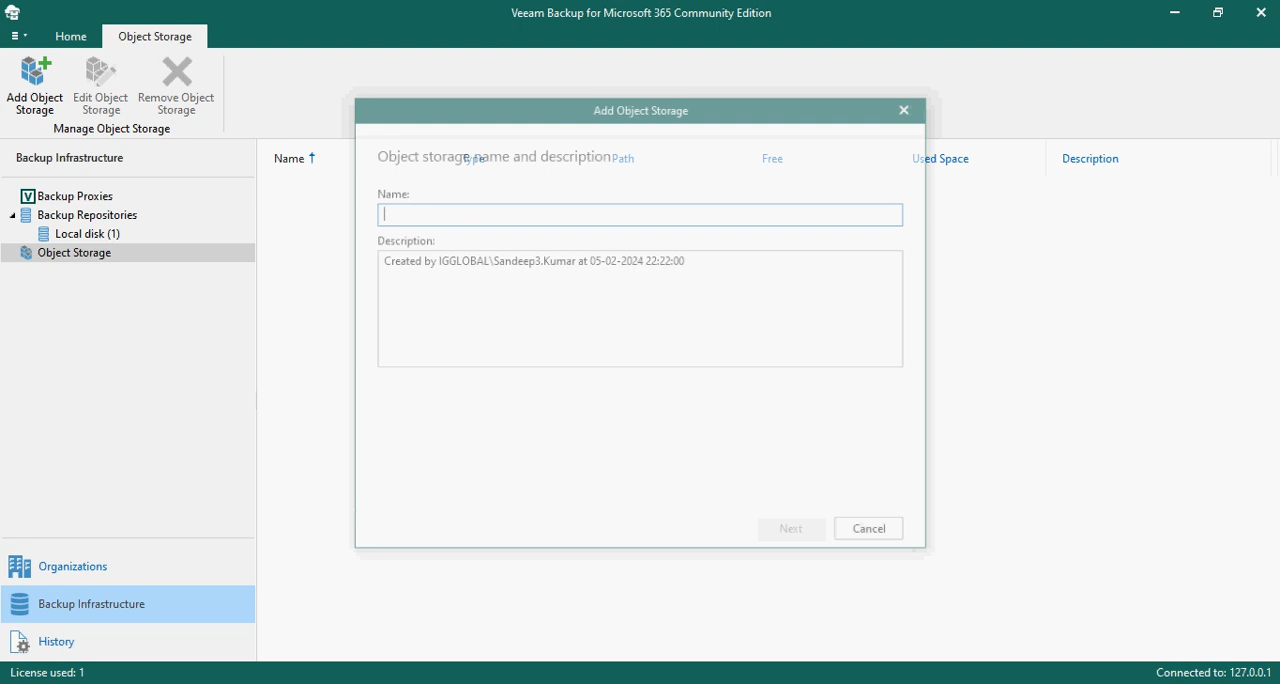 Veeam Backup for Microsoft 365 Community Edition
Home
Object Storage
Add Object
Storage
Edit Object
Storage
Remove Object
Storage
Manage Object Storage
Add Object Storage
Backup Infrastructure
Name
Type
Path
Free
Used Space
Description
Object storage name and description
Name:
Description:
Created by IGGLOBAL\Sandeep3.Kumar at 05-02-2024 22:22:00
Next
Cancel
Backup Proxies
Backup Repositories
Local disk (1)
Object Storage
Organizations
Backup Infrastructure
History
License used: 1
Connected to: 127.0.0.1